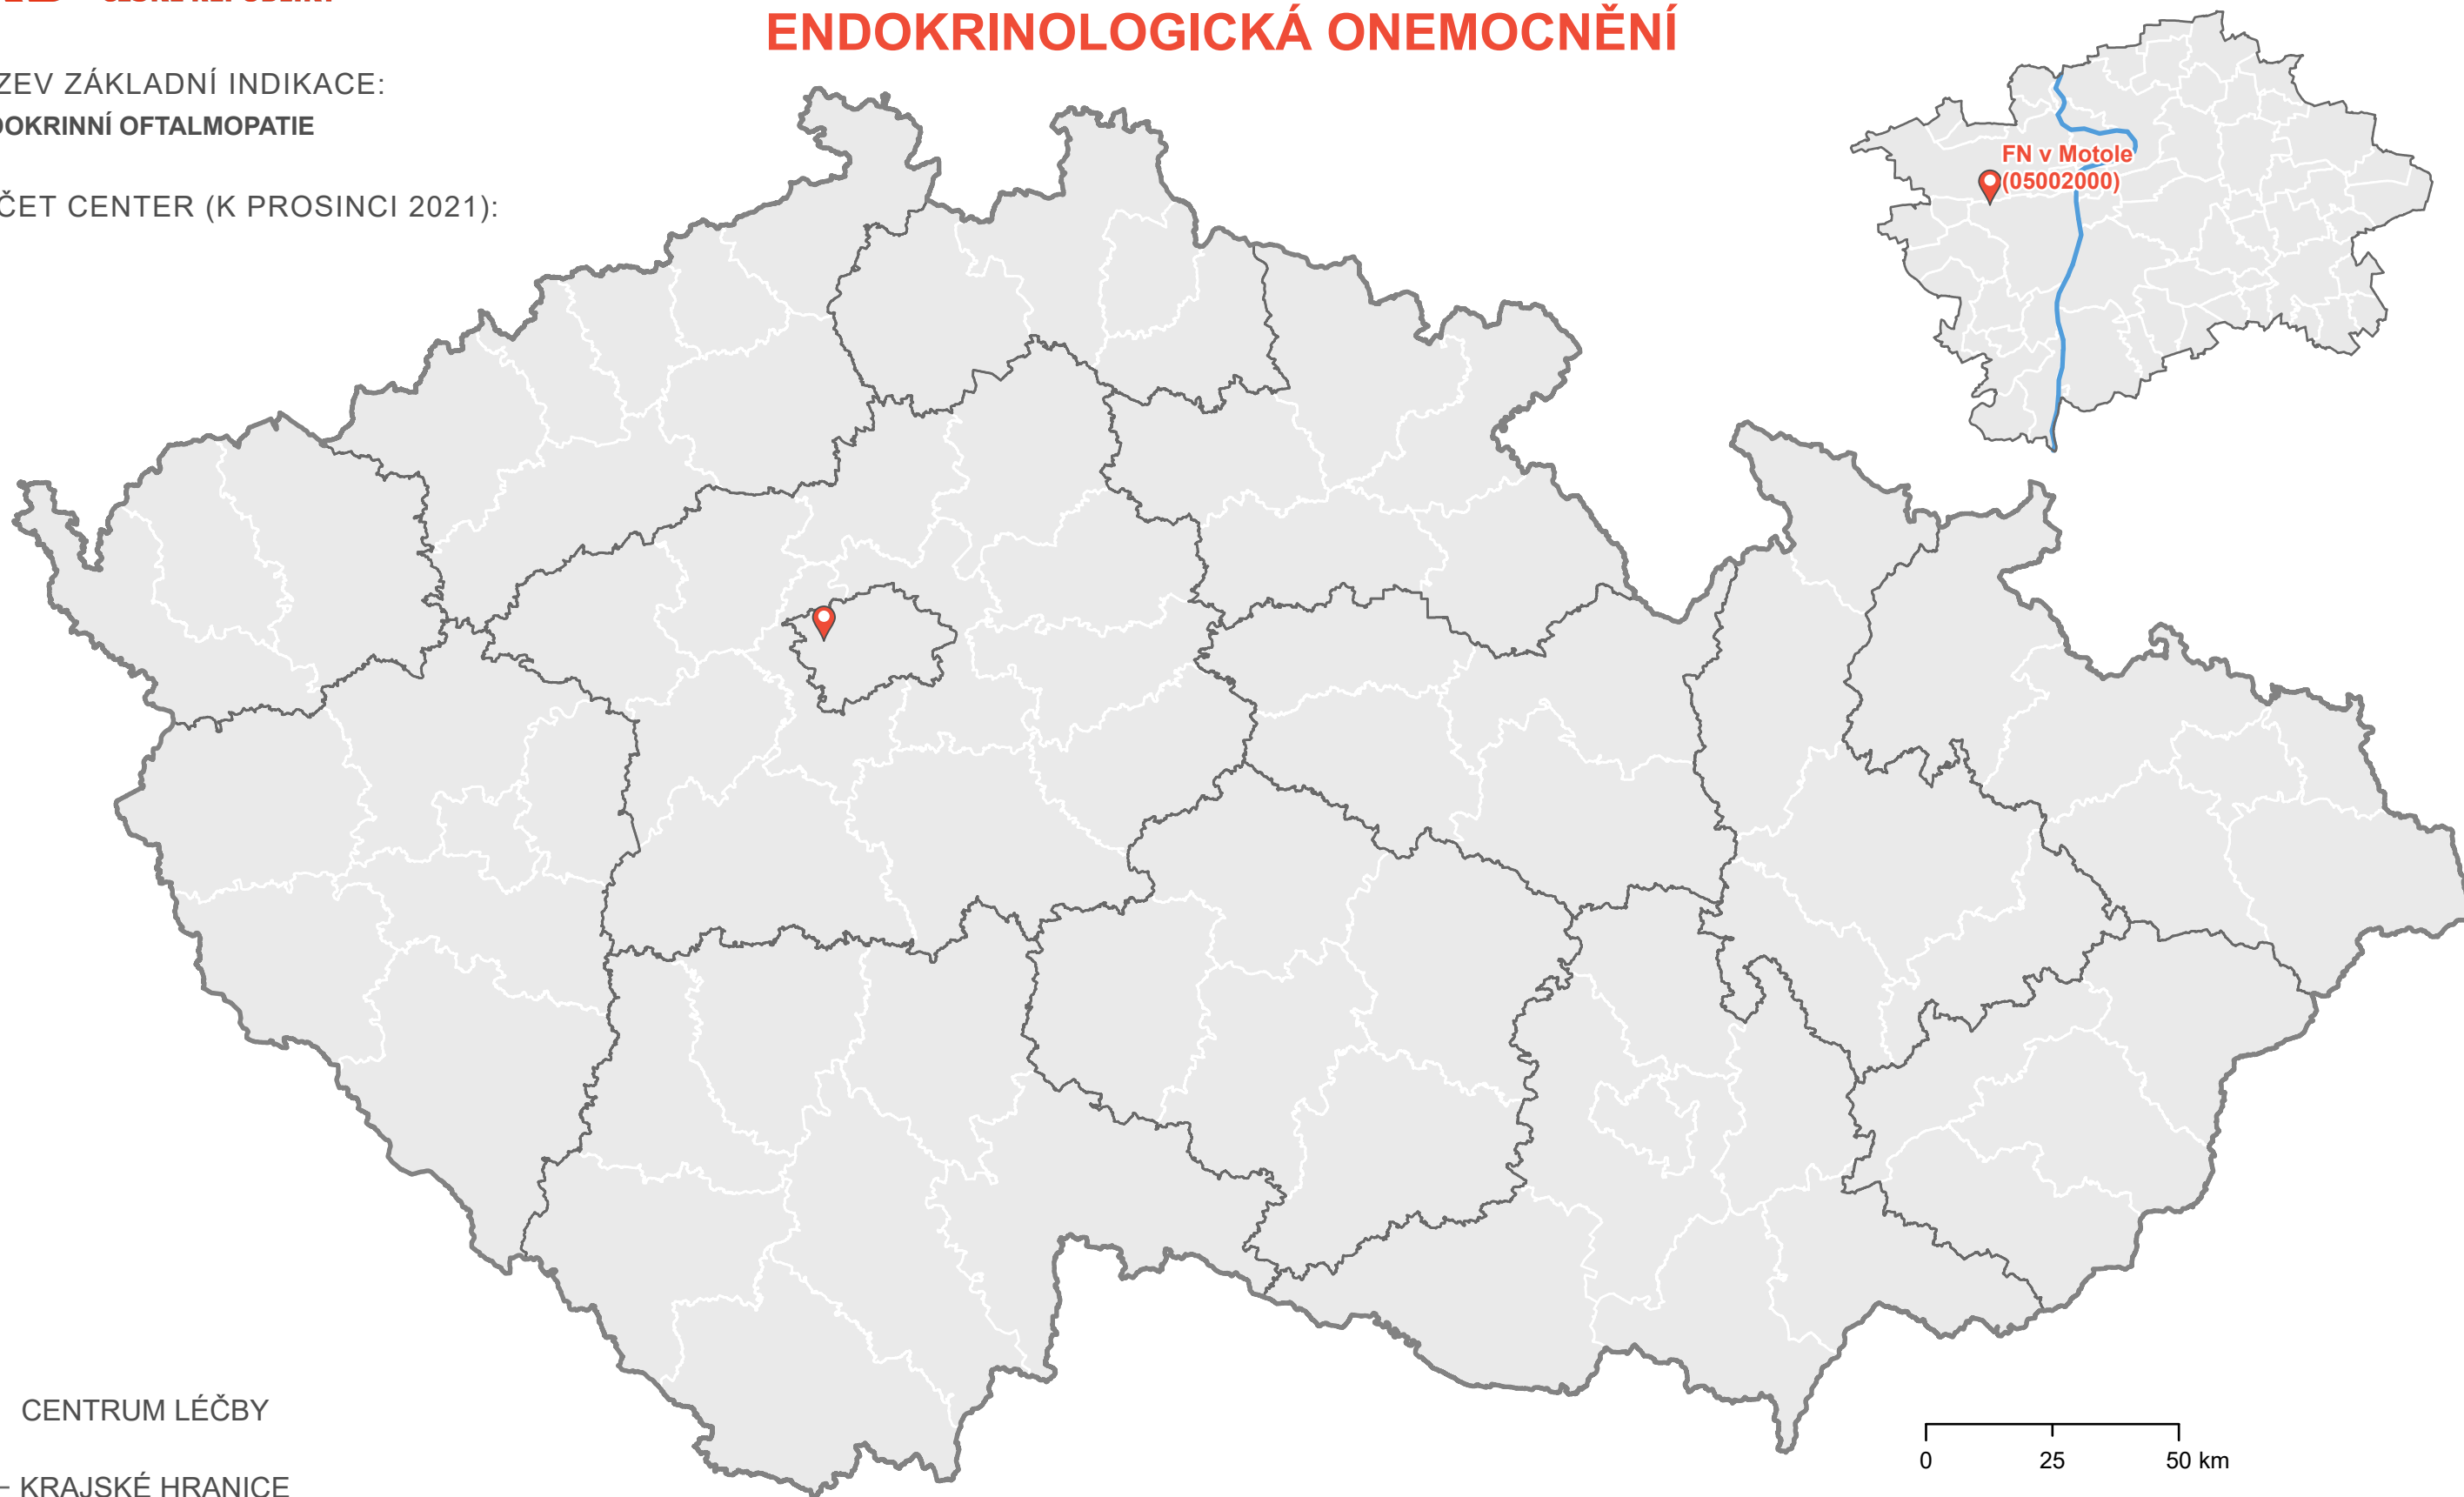 ENDOKRINOLOGICKÁ ONEMOCNĚNÍ
ZEV ZÁKLADNÍ INDIKACE:
DOKRINNÍ OFTALMOPATIE
ČET CENTER (K PROSINCI 2021):
FN v Motole
(05002000)
CENTRUM LÉČBY
KRAJSKÉ HRANICE
0 25 50 km